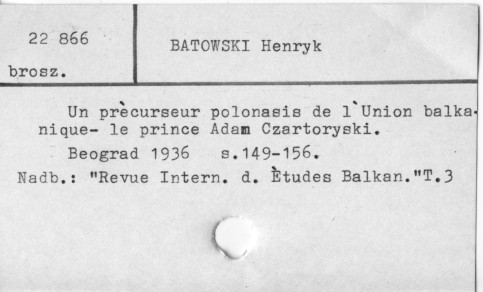 22 866
BATOWSKI Henryk
brosz.
Un prècurseur polonasis de l`Union balka-
nique- le prince Adam Czartoryski.
Beograd 1936 s.149-156.
Nadb.: "Revue Intern. d. Ètudes Balkan."T.3